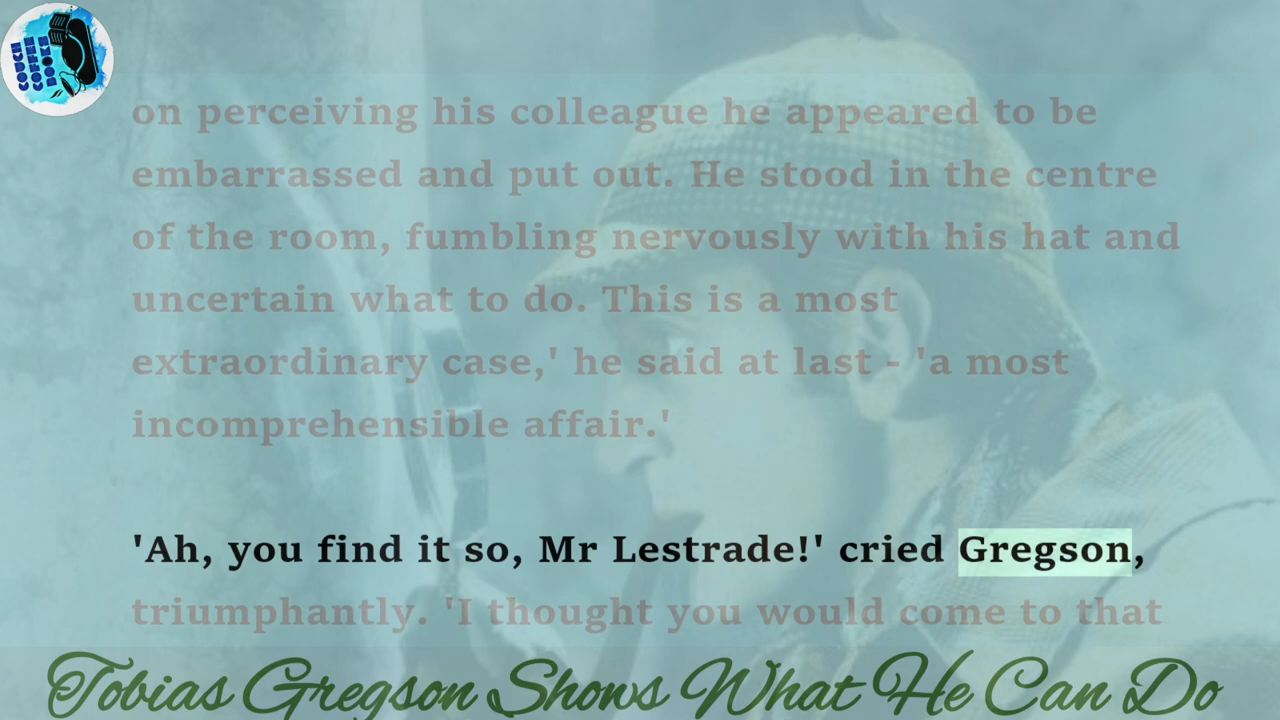 COUCH
COFFEE
COMFY
on perceiving his colleague he appeared to be
embarrassed and put out. He stood in the centre
of the room, fumbling nervously with his hat and
uncertain what to do. This is a most
extraordinary case,' he said at last - 'a most
incomprehensible affair.'
'Ah, you find it so, Mr Lestrade!' cried Gregson,
triumphantly. 'I thought you would come to that
Tobias Gregson Shows What He Can Do